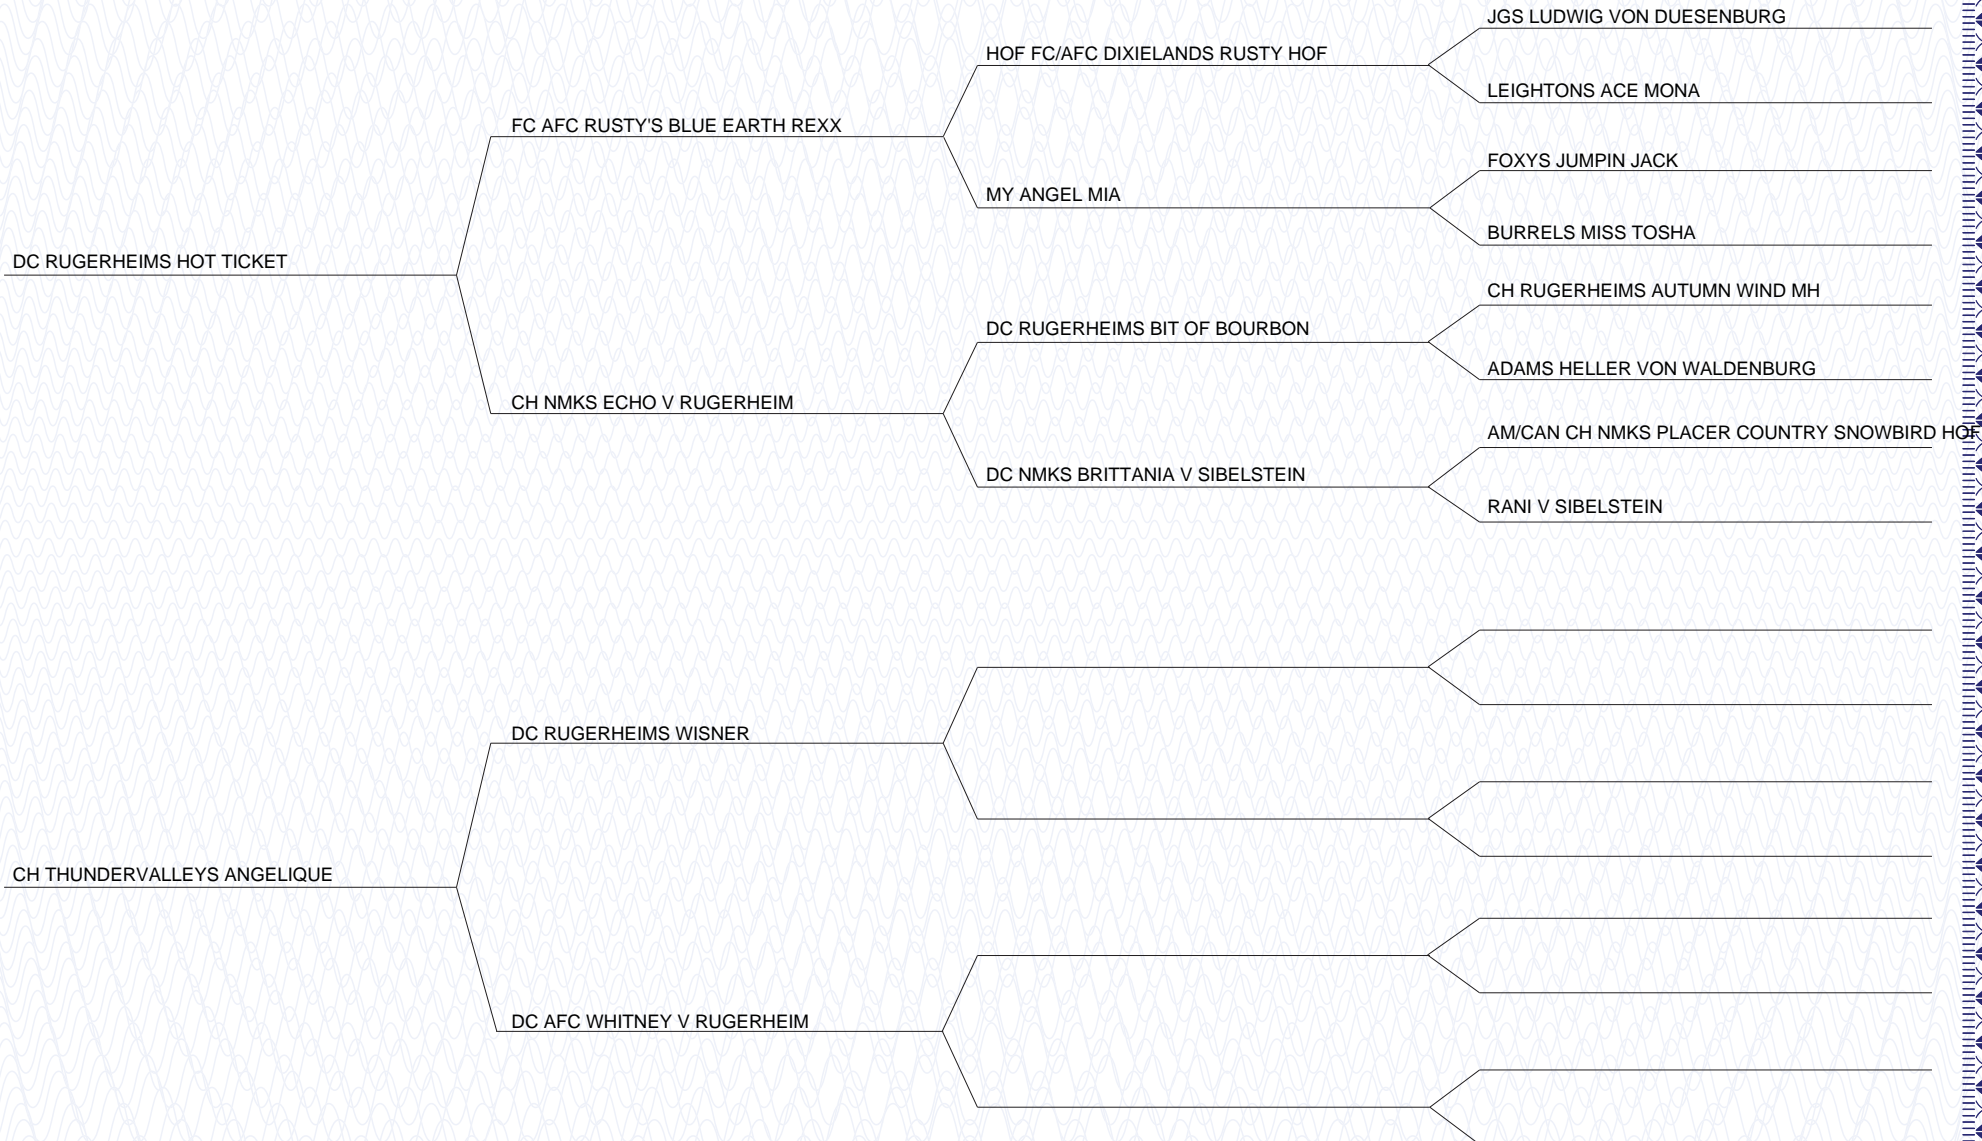 JGS LUDWIG VON DUESENBURG
HOF FC/AFC DIXIELANDS RUSTY HOF
LEIGHTONS ACE MONA
FC AFC RUSTY'S BLUE EARTH REXX
FOXYS JUMPIN JACK
MY ANGEL MIA
BURRELS MISS TOSHA
DC RUGERHEIMS HOT TICKET
CH RUGERHEIMS AUTUMN WIND MH
DC RUGERHEIMS BIT OF BOURBON
ADAMS HELLER VON WALDENBURG
CH NMKS ECHO V RUGERHEIM
AM/CAN CH NMKS PLACER COUNTRY SNOWBIRD HOF
DC NMKS BRITTANIA V SIBELSTEIN
RANI V SIBELSTEIN
DC RUGERHEIMS WISNER
CH THUNDERVALLEYS ANGELIQUE
DC AFC WHITNEY V RUGERHEIM